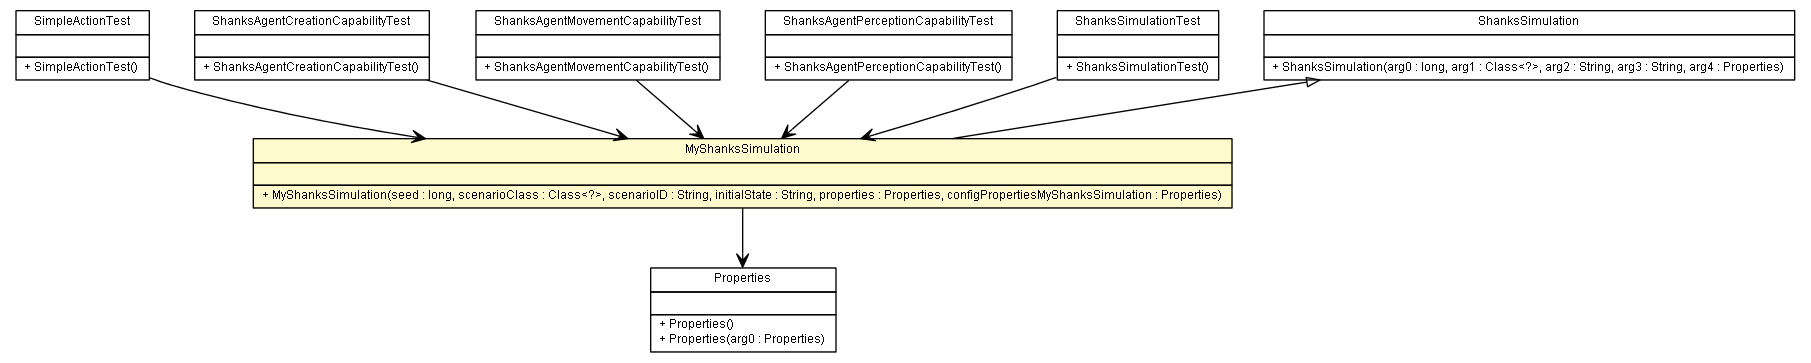 SimpleActionTest
+ SimpleActionTest()
ShanksAgentCreationCapabilityTest
+ ShanksAgentCreationCapabilityTest()
ShanksAgentMovementCapabilityTest
+ ShanksAgentMovementCapabilityTest()
ShanksAgentPerceptionCapabilityTest
+ ShanksAgentPerceptionCapabilityTest()
ShanksSimulationTest
+ ShanksSimulationTest()
ShanksSimulation
+ ShanksSimulation(arg0 : long, arg1 : Class<?>, arg2 : String, arg3 : String, arg4 : Properties)
MyShanksSimulation
+ MyShanksSimulation(seed : long, scenarioClass : Class<?>, scenarioID : String, initialState : String, properties : Properties, configPropertiesMyShanksSimulation : Properties)
Properties
+ Properties()
+ Properties(arg0 : Properties)